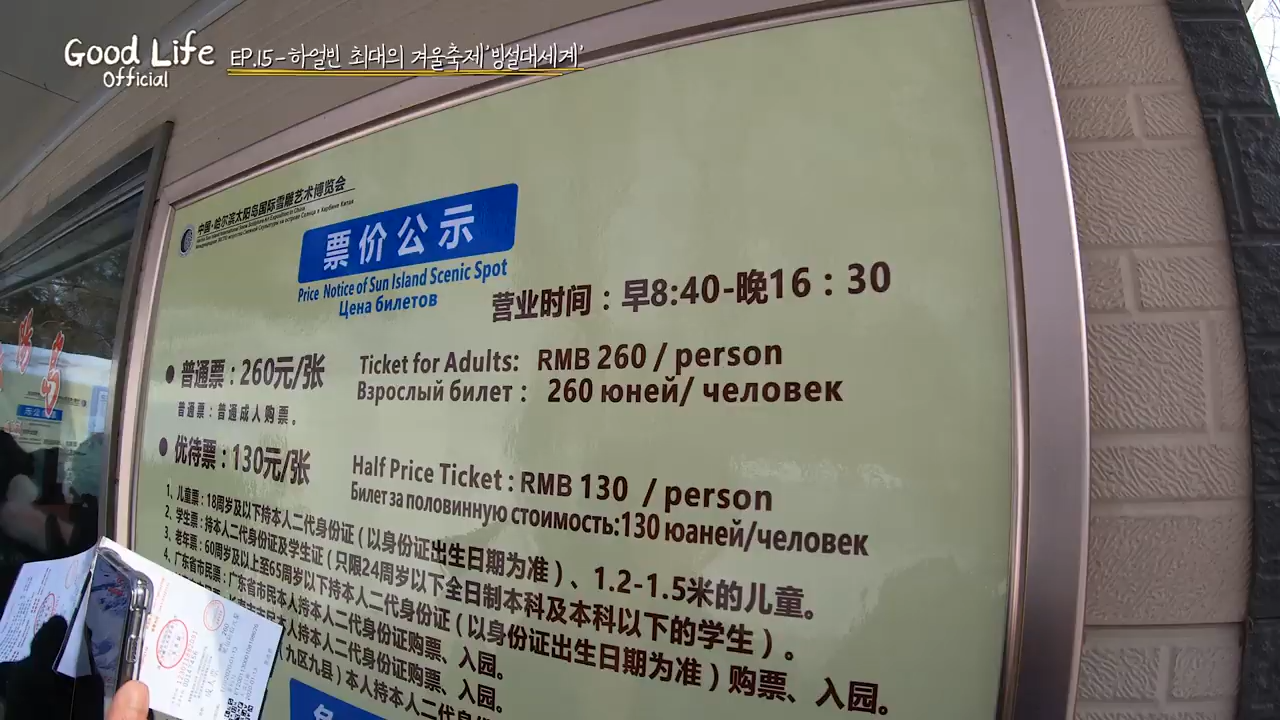 Good Life
Official
EP.15-하얼빈 최대의 겨울축제'빙설대세계'
中国·哈尔滨太阳岛国际雪雕艺术博览会
票价公示
Price Notice of Sun Island Scenic Spot
Цена билетов
营业时间：早8:40-晚16：30
● 普通票：260元/张
Ticket for Adults: RMB 260 / person
Взрослый билет : 260 юней/ человек
普通票：普通成人购票。
● 优待票：130元/张
Half Price Ticket : RMB 130 / person
Билет за половинную стоимость:130 юаней/человек
1、儿童票：18周岁及以下持本人二代身份证（以身份证出生日期为准）、1.2-1.5米的儿童。
2、学生票：持本人二代身份证及学生证（只限24周岁以下全日制本科及本科以下的学生）。
3、老年票：60周岁及以上至65周岁以下持本人二代身份证（以身份证出生日期为准）购票、入园。
4、广东省市民票：广东省市民本人持本人二代身份证购票、入园。
市民本人持本人二代身份证购票、入园。
（九区九县）本人持本人二代身份